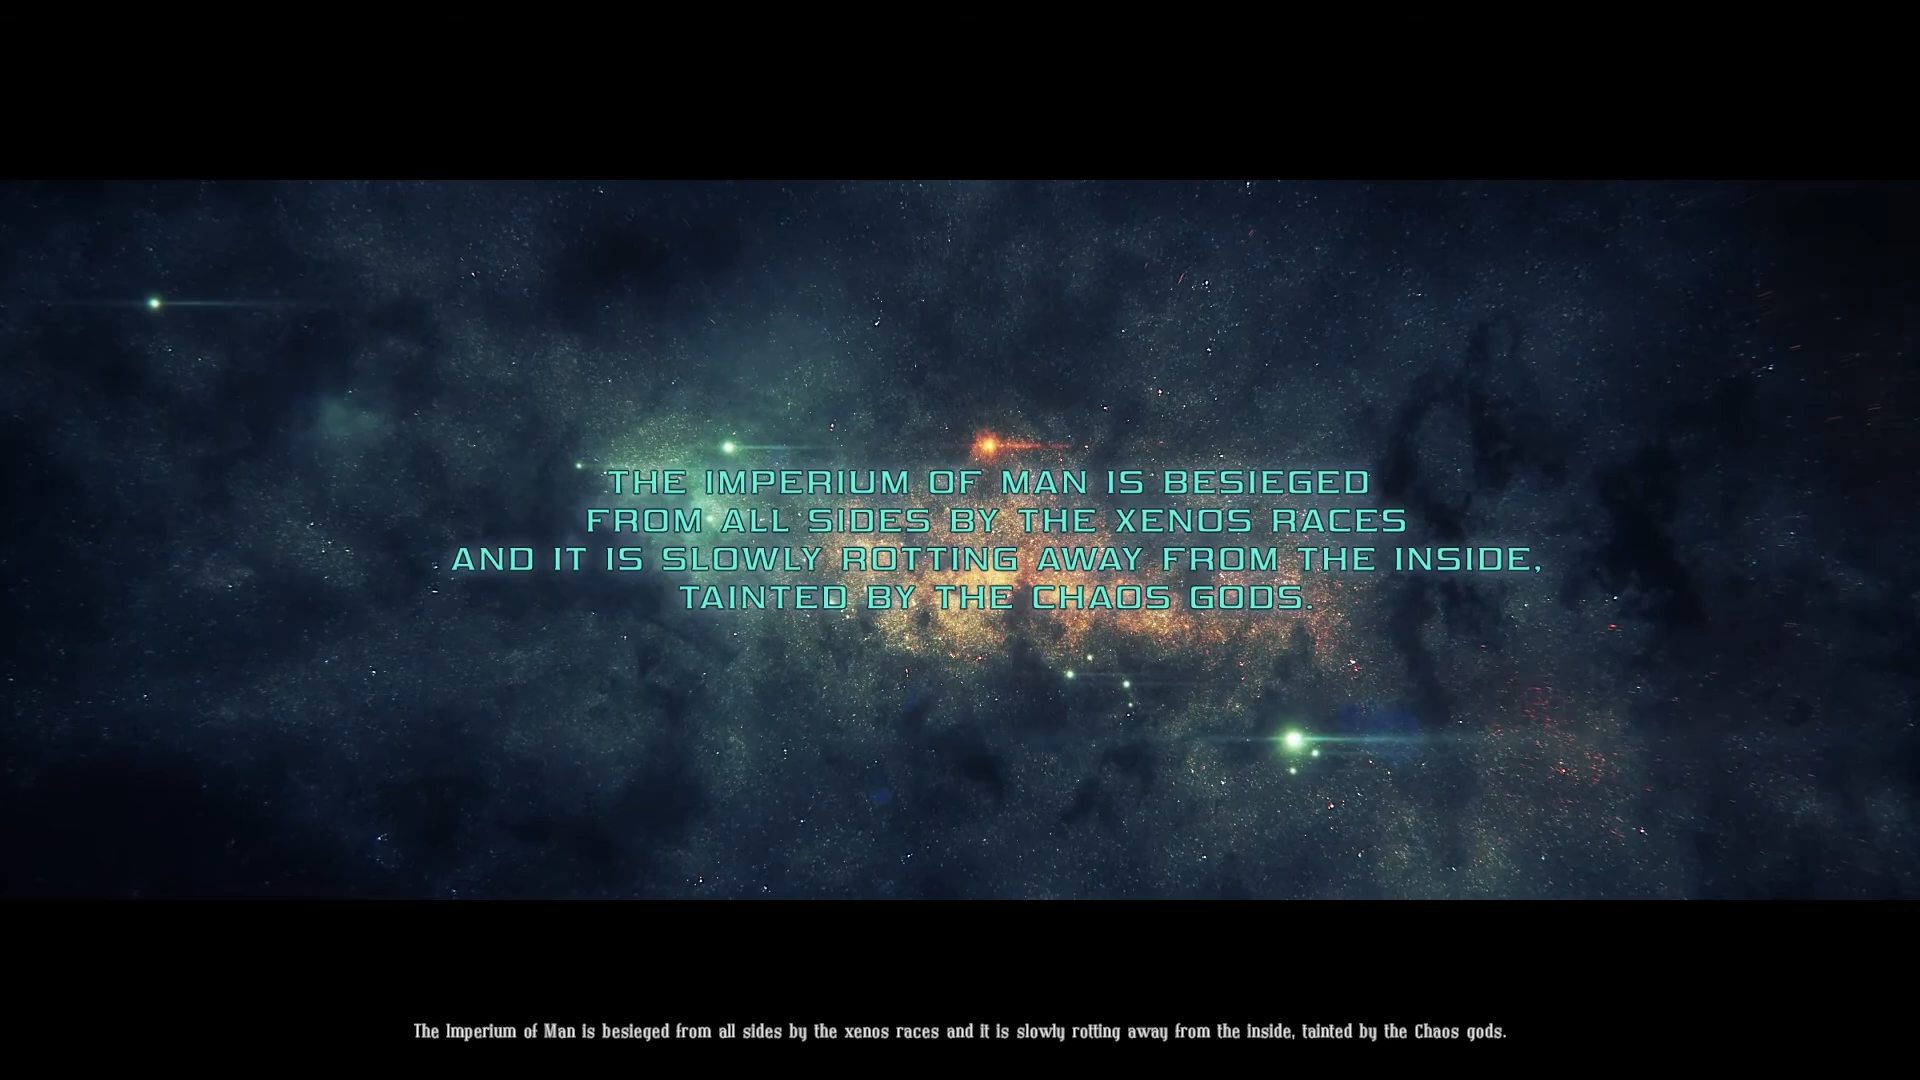 THE IMPERIUM OF MAN IS BESIEGED
FROM ALL SIDES BY THE XENOS RACES
AND IT IS SLOWLY ROTTING AWAY FROM THE INSIDE,
TAINTED BY THE CHAOS GODS.
The Imperium of Man is besieged from all sides by the xenos races and it is slowly rotting away from the inside, tainted by the Chaos gods.